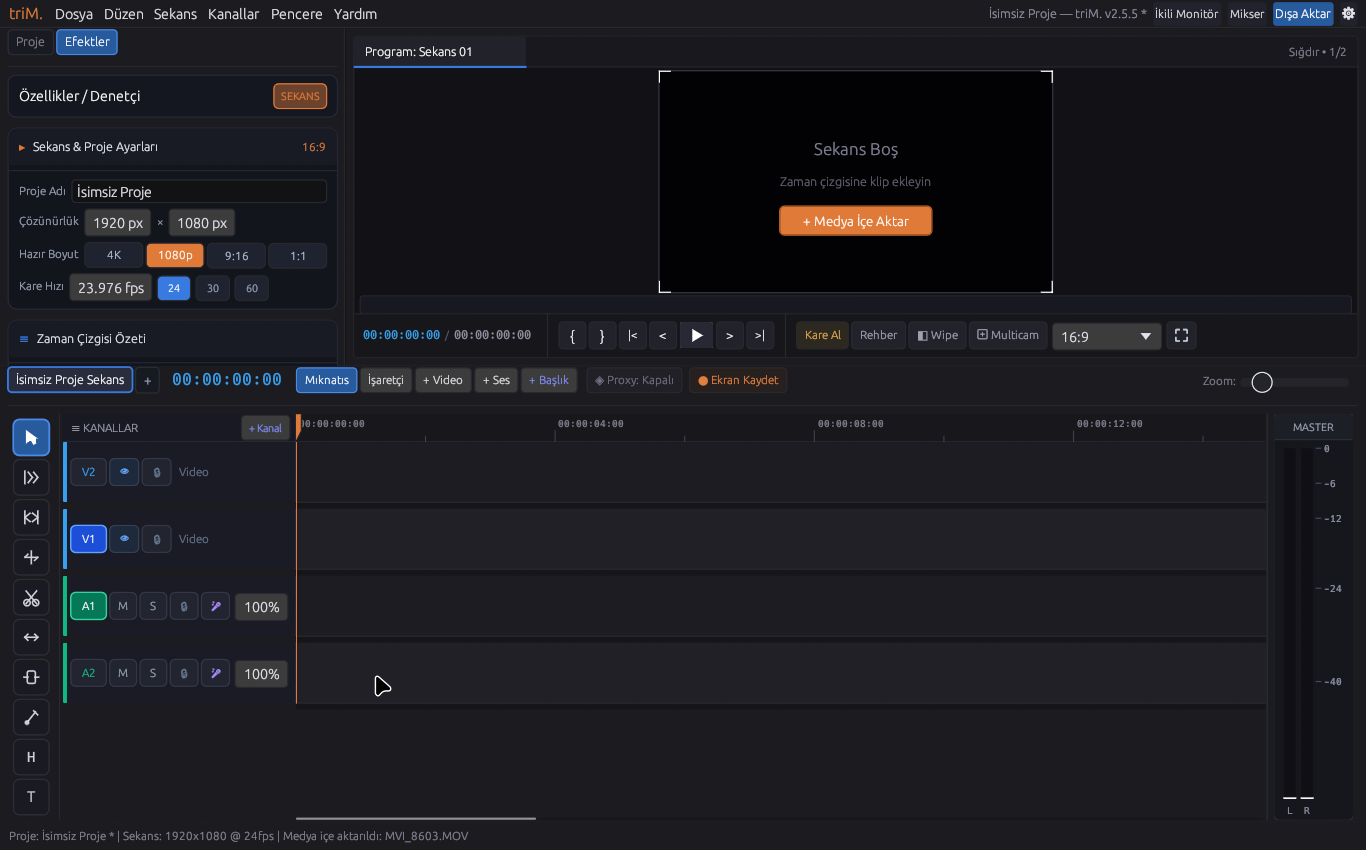 triM. Dosya Düzen Sekans Kanallar Pencere Yardım
İsimsiz Proje — triM. v2.5.5 * İkili Monitör Mikser Dışa Aktar
Proje Efektler
Özellikler / Denetçi SEKANS
Sekans & Proje Ayarları 16:9
Proje Adı İsimsiz Proje
Çözünürlük 1920 px × 1080 px
Hazır Boyut 4K 1080p 9:16 1:1
Kare Hızı 23.976 fps 24 30 60
Zaman Çizgisi Özeti
Program: Sekans 01 Sığdır • 1/2
Sekans Boş
Zaman çizgisine klip ekleyin
+ Medya İçe Aktar
00:00:00:00 / 00:00:00:00 { } |< < > >| Kare Al Rehber Wipe Multicam 16:9
İsimsiz Proje Sekans + 00:00:00:00 Mıknatıs İşaretçi + Video + Ses + Başlık Proxy: Kapalı Ekran Kaydet Zoom:
KANALLAR + Kanal 00:00:00:00 00:00:04:00 00:00:08:00 00:00:12:00 MASTER
V2 Video
V1 Video
A1 M S 100%
A2 M S 100%
H
T
0
-6
-12
-24
-40
L R
Proje: İsimsiz Proje * | Sekans: 1920x1080 @ 24fps | Medya içe aktarıldı: MVI_8603.MOV